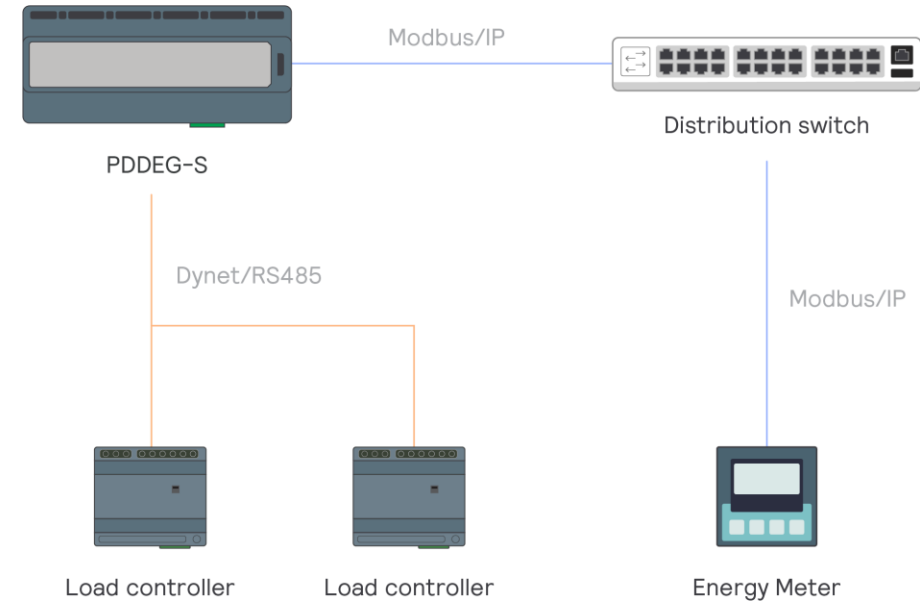 Modbus/IP
Distribution switch
PDDEG-S
Dynet/RS485
Modbus/IP
Load controller
Load controller
Energy Meter